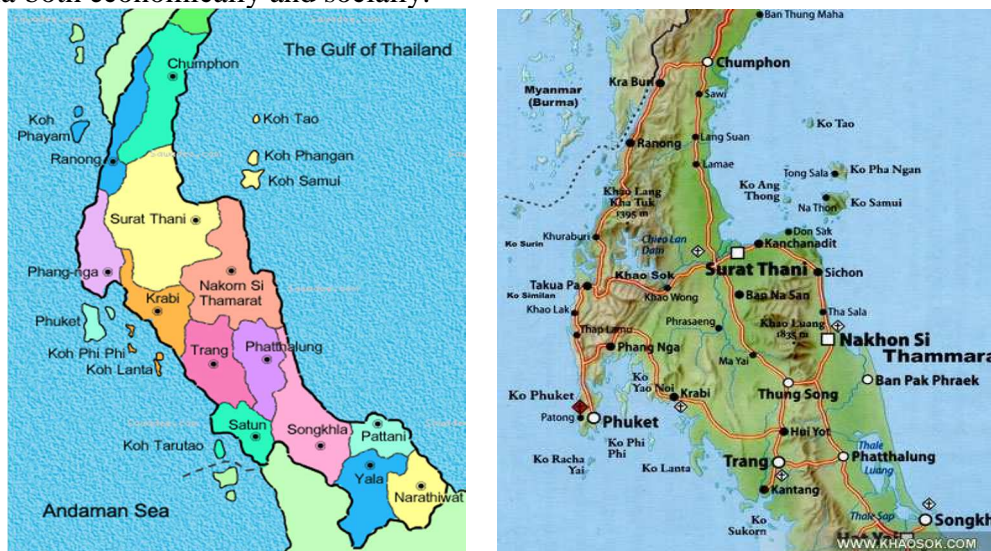 a both economically and socially.
The Gulf of Thailand
Chumphon
Koh
Phayam
Koh Tao
Ranong
Koh Phangan
Koh Samui
Surat Thani
Phang-nga
Krabi
Nakorn Si
Thamarat
Phuket
Koh Phi Phi
Koh Lanta
Trang
Phatthalung
Satun
Songkhla
Pattani
Koh Tarutao
Yala
Narathiwat
Andaman Sea
Ban Thung Maha
Chumphon
Kra Buri
Myanmar
(Burma)
Sawi
Ko Tao
Ranong
Lang Suan
Lamae
Tong Sala
Ko Pha Ngan
Ko Ang
Thong
Khao Lang
Kha Tuk
1395 m
Na Thon
Ko Samui
Don Sak
Khuraburi
Ko Surin
Chieo Lan
Dam
Kanchanadit
Surat Thani
Sichon
Khao Sok
Takua Pa
Khao Wong
Ban Na San
Ko Similan
Khao Lak
Tha Sala
Phrasaeng
Khao Luang
1835 m
Thap Lamu
Phang Nga
Nakhon Si
Thammara
Ma Yai
Ko
Yao Noi
Ban Pak Phraek
Ko Phuket
Krabi
Thung Song
Patong
Phuket
Ko Phi
Phi
Hui Yot
Thale
Luang
Phatthalung
Ko Racha
Yai
Ko Lanta
Trang
Kantang
Ko
Sukorn
Thale Sap
Songkh
Hat Yai
WWW.KHAOSOK.COM